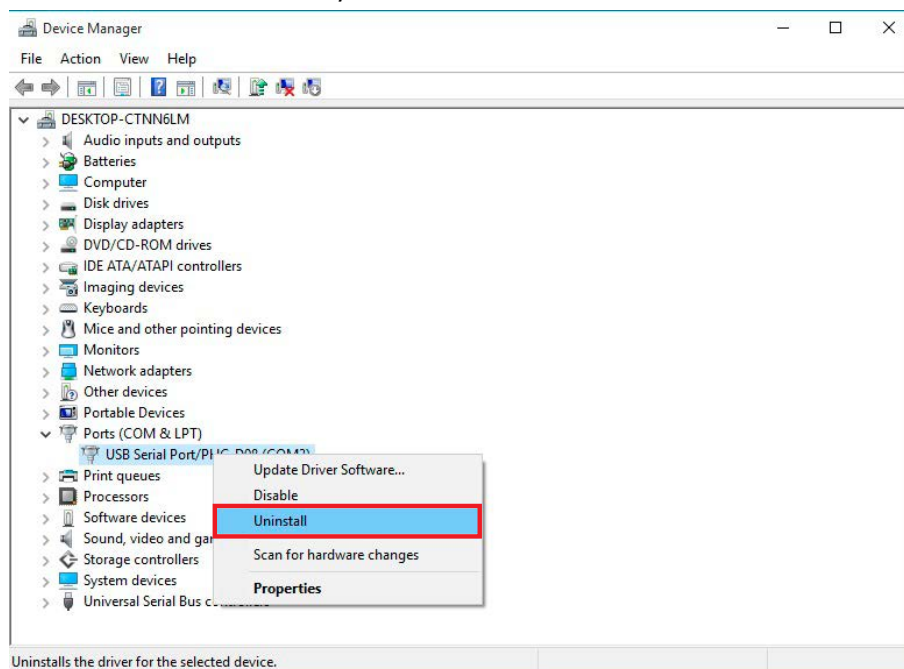 Device Manager
File Action View Help
DESKTOP-CTNN6LM
Audio inputs and outputs
Batteries
Computer
Disk drives
Display adapters
DVD/CD-ROM drives
IDE ATA/ATAPI controllers
Imaging devices
Keyboards
Mice and other pointing devices
Monitors
Network adapters
Other devices
Portable Devices
Ports (COM & LPT)
USB Serial Port/
Update Driver Software...
Print queues
Processors
Disable
Software devices
Uninstall
Sound, video and
Storage controllers
Scan for hardware changes
System devices
Properties
Universal Serial Bus
Uninstalls the driver for the selected device.